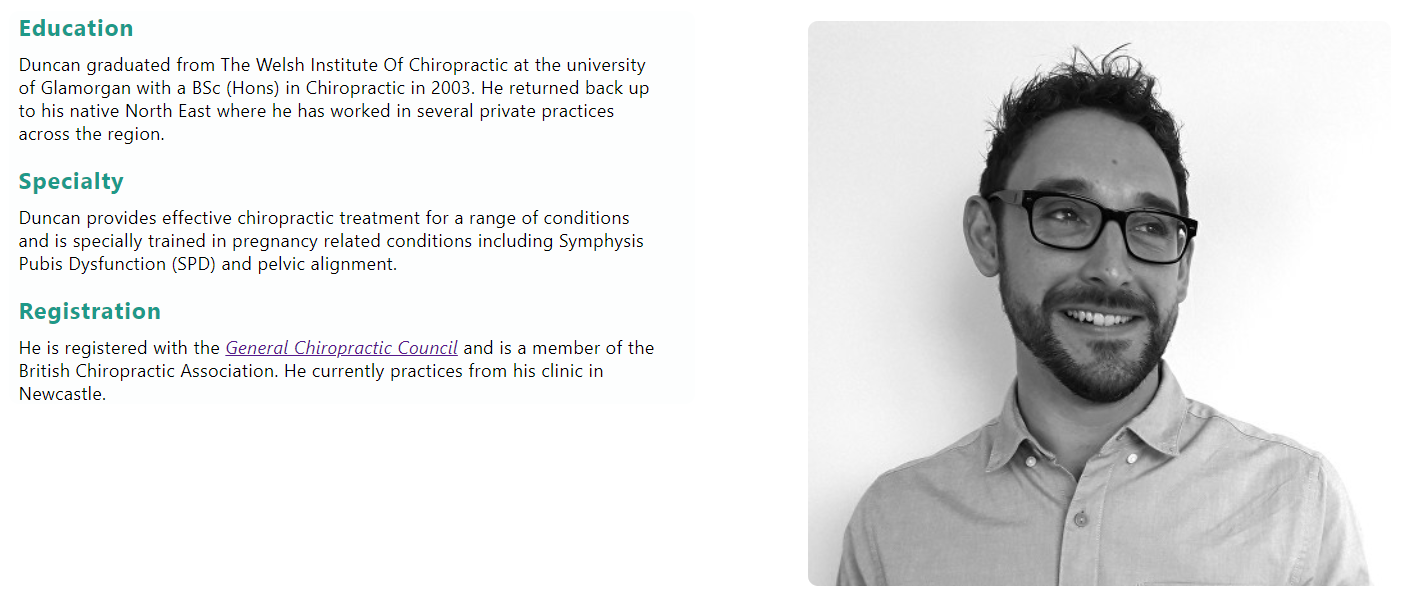 Education
Duncan graduated from The Welsh Institute Of Chiropractic at the university
of Glamorgan with a BSc (Hons) in Chiropractic in 2003. He returned back up
to his native North East where he has worked in several private practices
across the region.
Specialty
Duncan provides effective chiropractic treatment for a range of conditions
and is specially trained in pregnancy related conditions including Symphysis
Pubis Dysfunction (SPD) and pelvic alignment.
Registration
He is registered with the General Chiropractic Council and is a member of the
British Chiropractic Association. He currently practices from his clinic in
Newcastle.